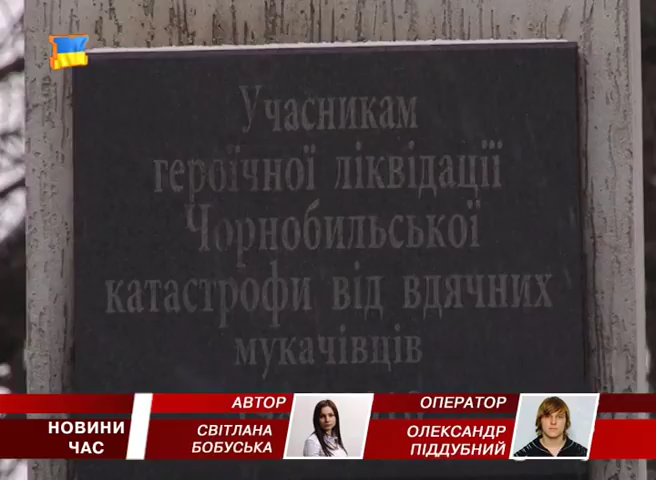 Учасникам
героїчної ліквідації
Чорнобильської
катастрофи від вдячних
мукачівців
АВТОР
ОПЕРАТОР
НОВИНИ
ЧАС
СВІТЛАНА
БОБУСЬКА
ОЛЕКСАНДР
ПІДДУБНИЙ